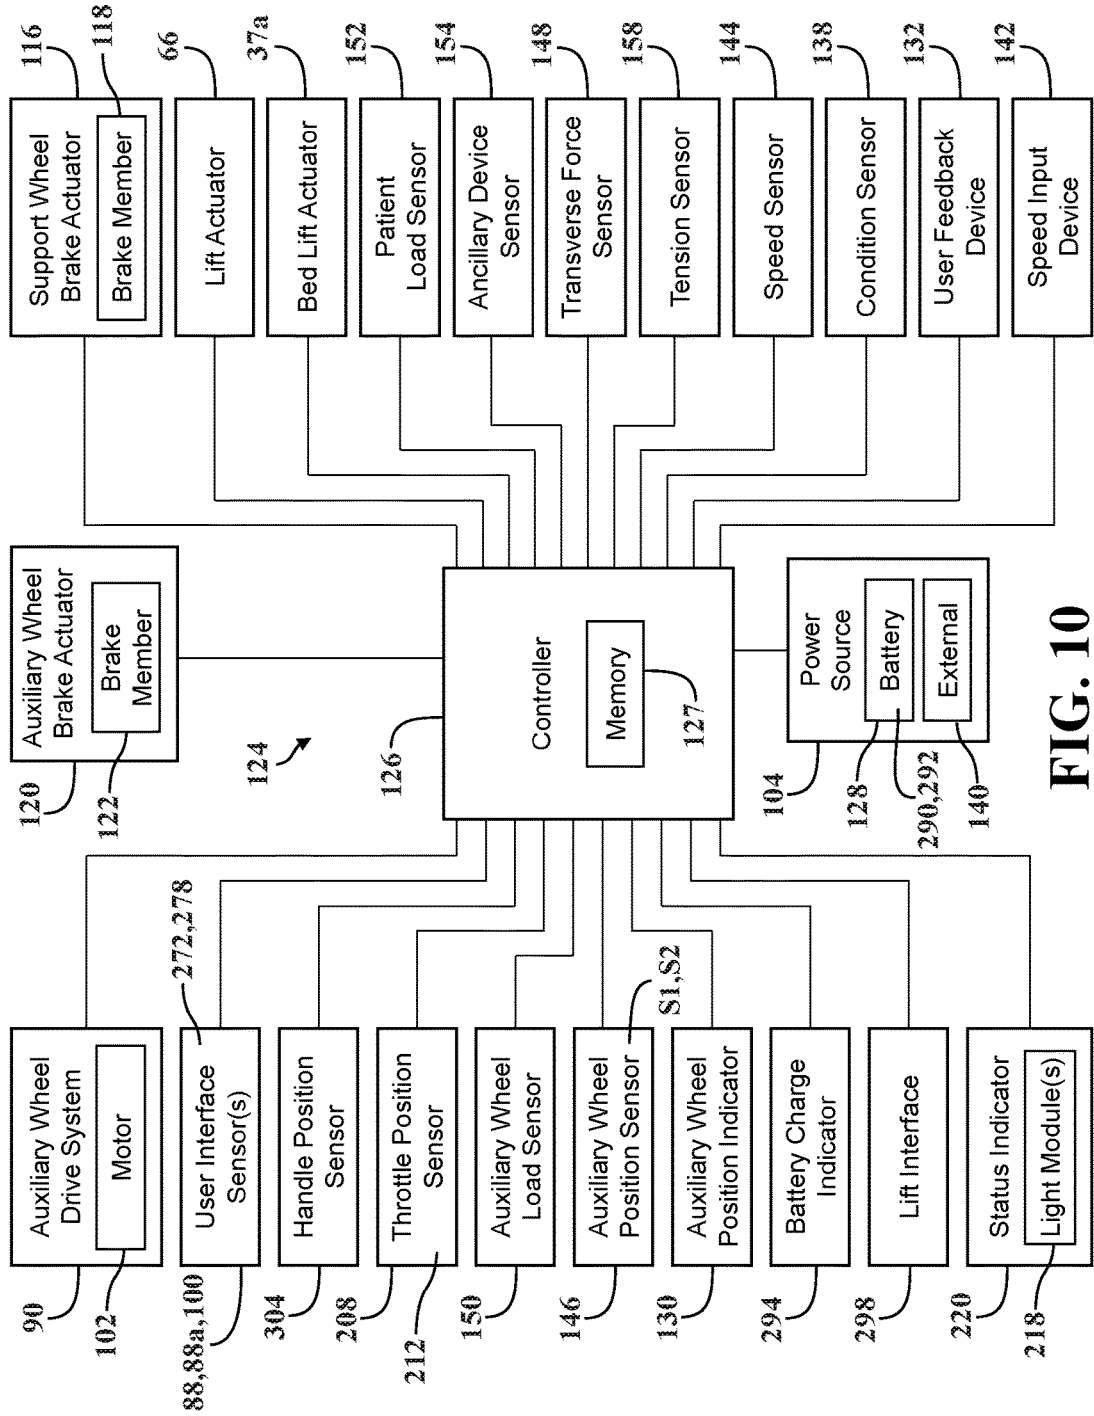 90
Auxiliary Wheel
Drive System
102
Motor
88,88a,100
User Interface
Sensor(s)
272,278
304
Handle Position
Sensor
208
Throttle Position
Sensor
212
150
Auxiliary Wheel
Load Sensor
146
Auxiliary Wheel
Position Sensor
S1,S2
130
Auxiliary Wheel
Position Indicator
294
Battery Charge
Indicator
298
Lift Interface
220
Status Indicator
218
Light Module(s)
120
Auxiliary Wheel
Brake Actuator
122
Brake
Member
124
126
Controller
Memory
127
104
Power
Source
128
Battery
290,292
140
External
116
Support Wheel
Brake Actuator
118
Brake Member
66
Lift Actuator
37a
Bed Lift Actuator
152
Patient
Load Sensor
154
Ancillary Device
Sensor
148
Transverse Force
Sensor
158
Tension Sensor
144
Speed Sensor
138
Condition Sensor
132
User Feedback
Device
142
Speed Input
Device
FIG. 10